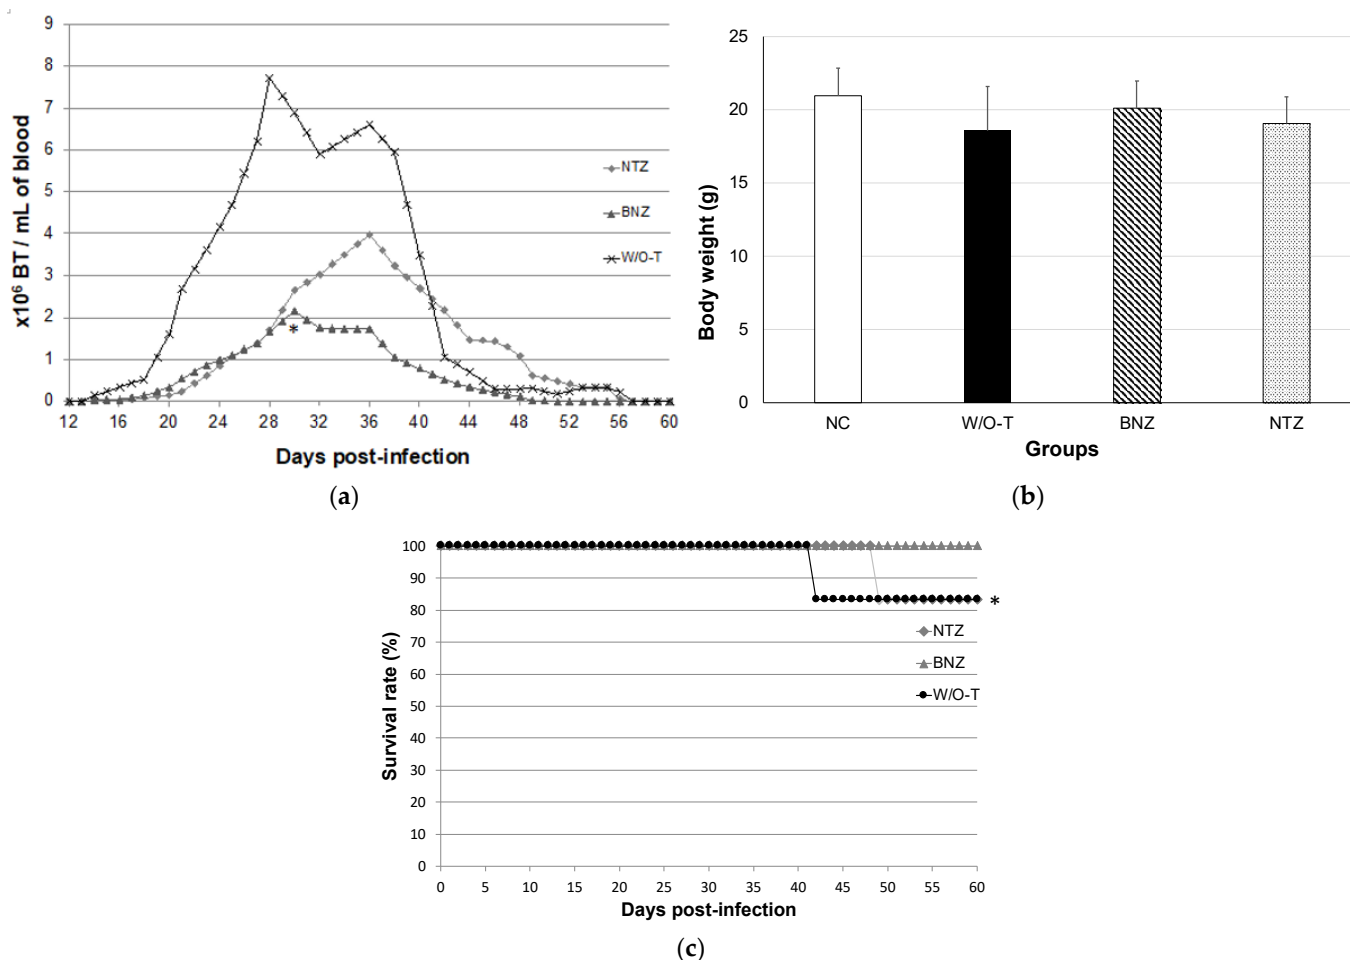 9
8
7
6
5
4
3
2
1
0
x10⁶ BT / mL of blood
NTZ
BNZ
W/O-T
*
12 16 20 24 28 32 36 40 44 48 52 56 60
Days post-infection
(a)
25
20
15
10
5
0
Body weight (g)
NC W/O-T BNZ NTZ
Groups
(b)
100
90
80
70
60
50
40
30
20
10
0
Survival rate (%)
*
NTZ
BNZ
W/O-T
0 5 10 15 20 25 30 35 40 45 50 55 60
Days post-infection
(c)